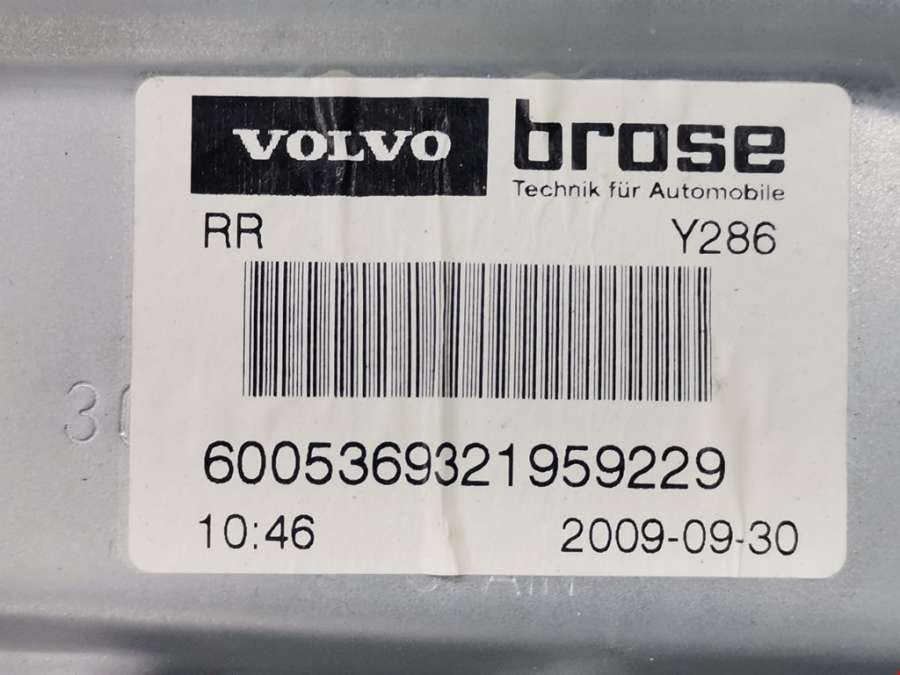 VOLVO brose
Technik für Automobile
RR Y286
6005369321959229
10:46 2009-09-30